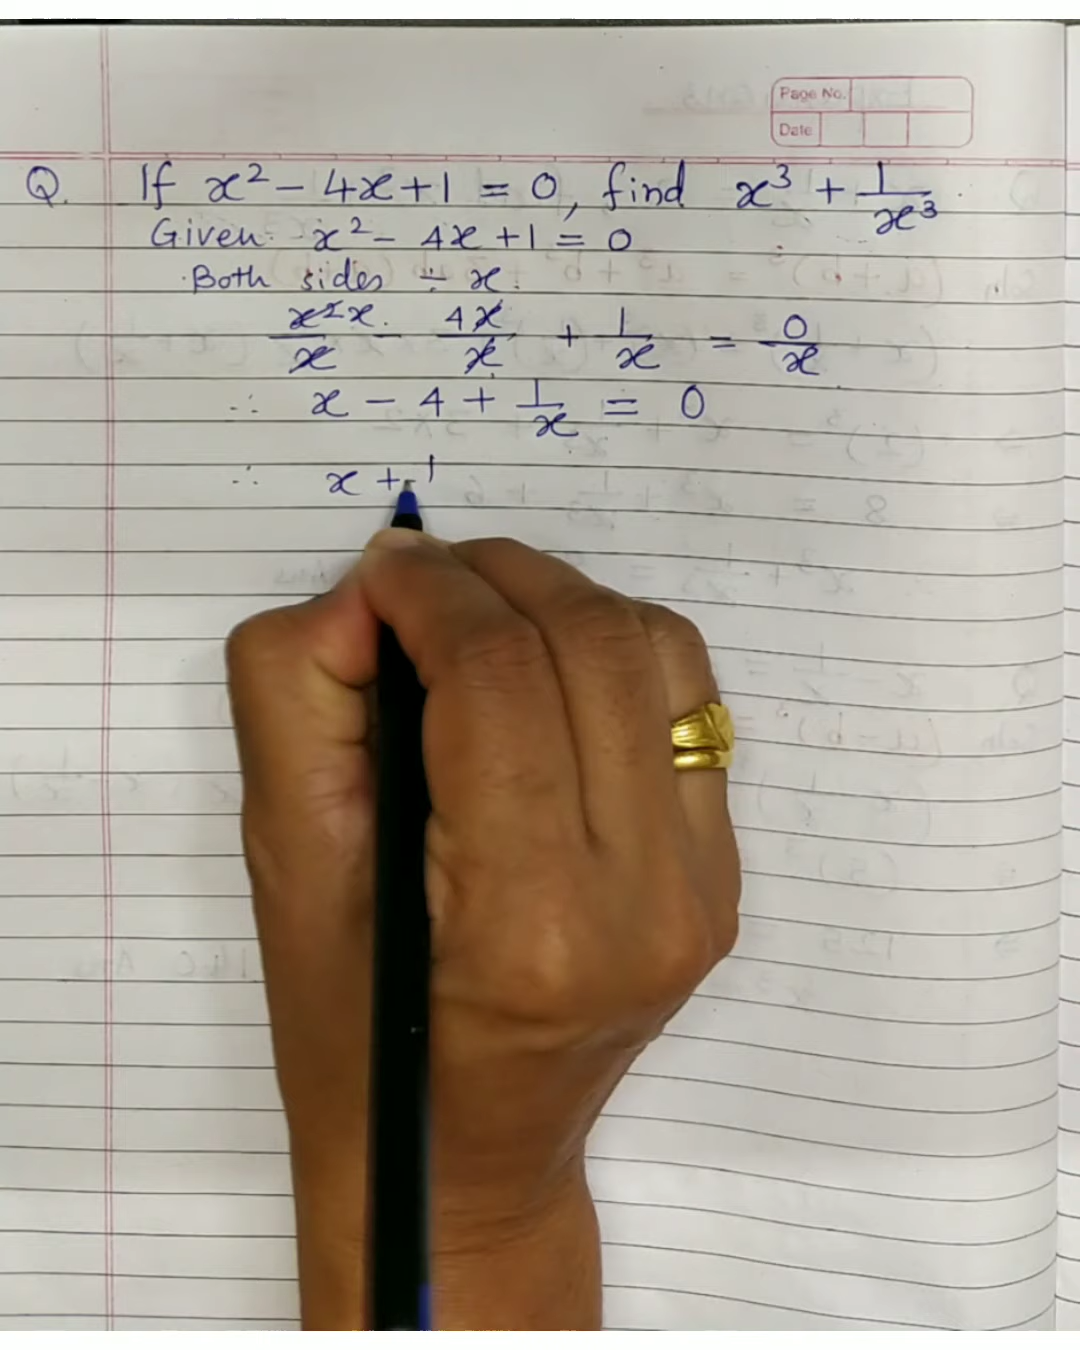 Page No.
Date
Q. If x² - 4x + 1 = 0, find x³ + 1/x³
Given: x² - 4x + 1 = 0
Both sides ÷ x.
x²x/x - 4x/x + 1/x = 0/x
∴ x - 4 + 1/x = 0
∴ x + 1